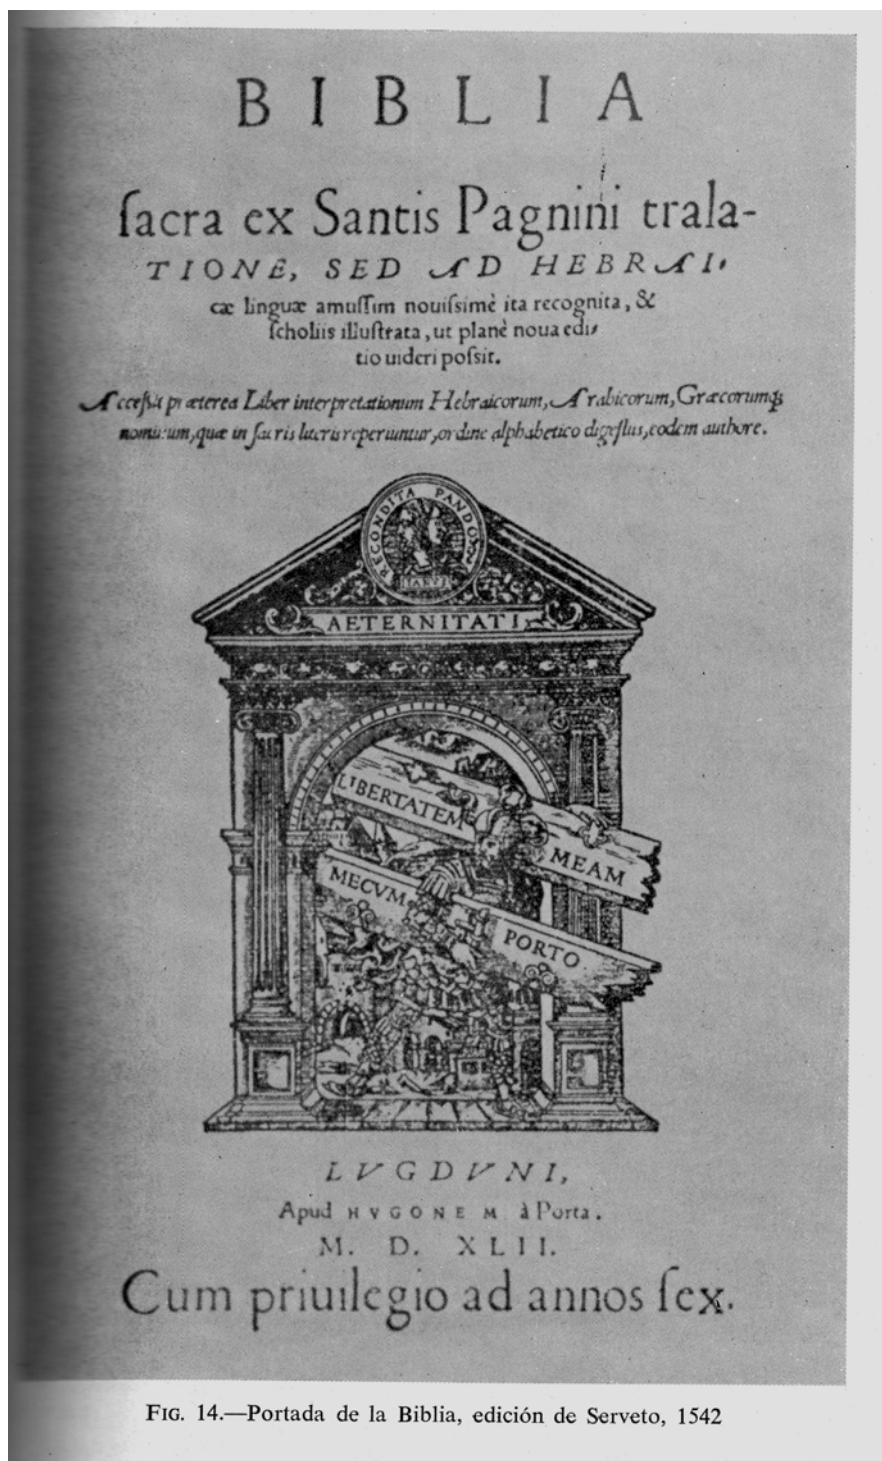 BIBLIA
ſacra ex Santis Pagnini trala-
TIONE, SED AD HEBRAI,
cæ linguæ amuſſim nouiſsimè ita recognita, &
ſcholiis illuſtrata, ut planè noua edi,
tio uideri poſsit.
Acceſsit præterea Liber interpretationum Hebraicorum, Arabicorum, Græcorumq;
nominum, quæ in ſacris literis reperiuntur, ordine alphabetico digeſtus, eodem authore.
RECONDITA PANDO
IANVS
AETERNITATI
LIBERTATEM
MEAM
MECVM
PORTO
LVGDVNI,
Apud HVGONEM à Porta.
M. D. XLII.
Cum priuilegio ad annos ſex.
FIG. 14.—Portada de la Biblia, edición de Serveto, 1542